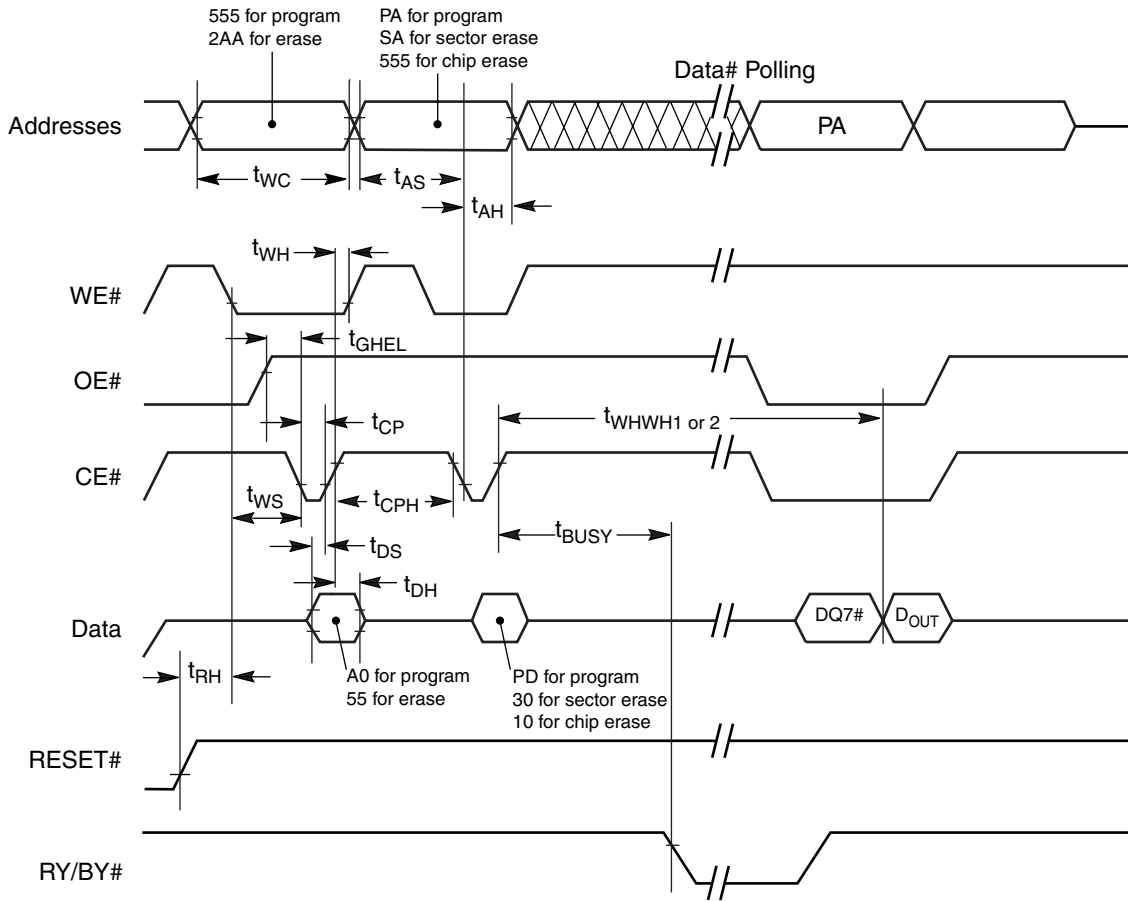 555 for program
2AA for erase
PA for program
SA for sector erase
555 for chip erase
Data# Polling
Addresses
PA
tWC
tAS
tAH
tWH
WE#
tGHEL
OE#
tWHWH1 or 2
tCP
CE#
tWS
tCPH
tBUSY
tDS
tDH
Data
DQ7#
DOUT
tRH
A0 for program
55 for erase
PD for program
30 for sector erase
10 for chip erase
RESET#
RY/BY#